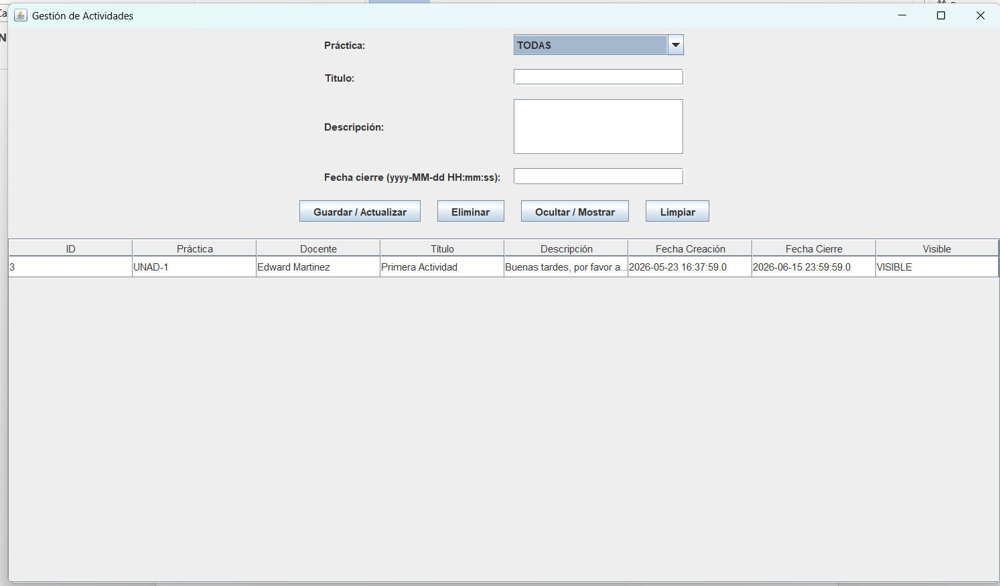 Gestión de Actividades
Práctica: TODAS
Título:
Descripción:
Fecha cierre (yyyy-MM-dd HH:mm:ss):
Guardar / Actualizar Eliminar Ocultar / Mostrar Limpiar
ID Práctica Docente Título Descripción Fecha Creación Fecha Cierre Visible
3 UNAD-1 Edward Martinez Primera Actividad Buenas tardes, por favor a... 2026-05-23 16:37:59.0 2026-06-15 23:59:59.0 VISIBLE